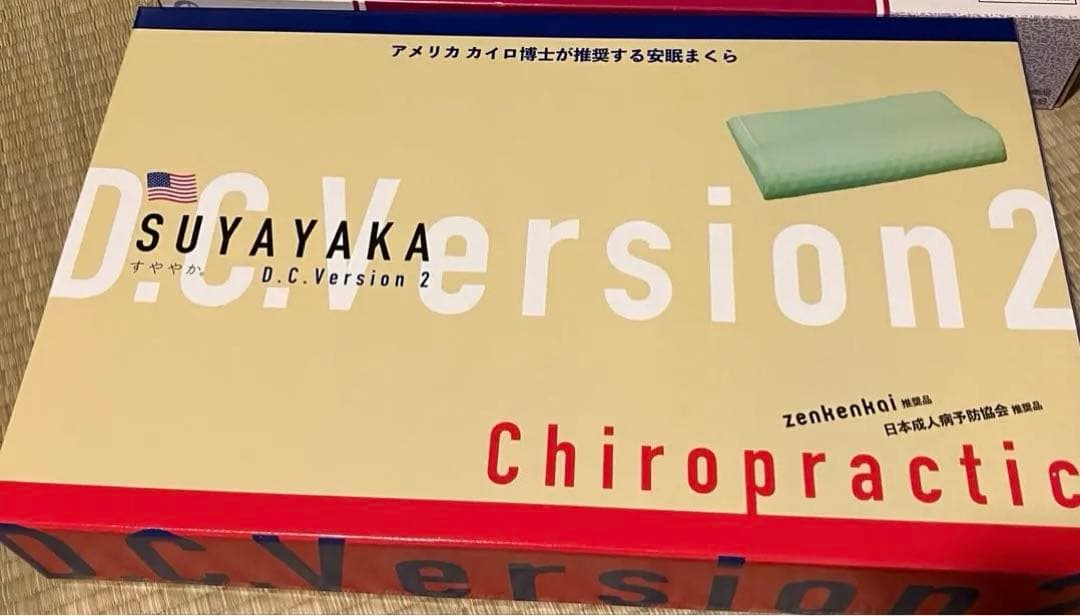 アメリカ カイロ博士が推奨する安眠まくら
D.C.Version2
SUYAYAKA
すややか。
D.C.Version 2
zenkenkai 推奨品
日本成人病予防協会 推奨品
Chiropractic
D.C.Version2